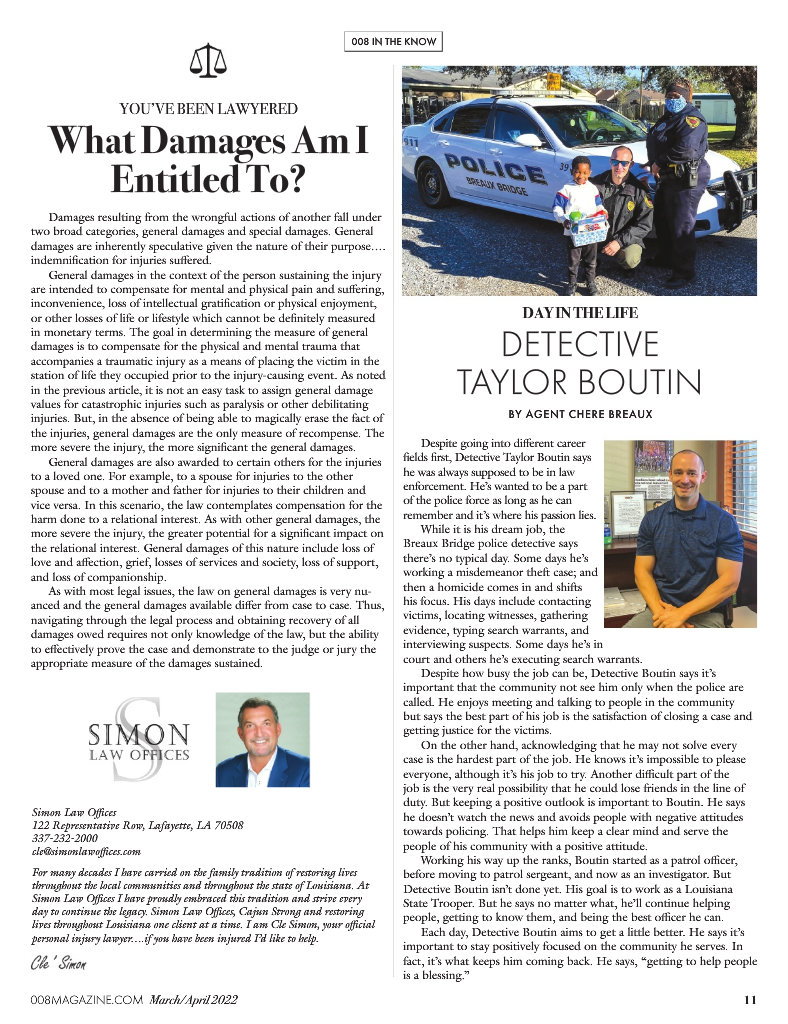 008 IN THE KNOW
YOU'VE BEEN LAWYERED
What Damages Am I
Entitled To?
Damages resulting from the wrongful actions of another fall under
two broad categories, general damages and special damages. General
damages are inherently speculative given the nature of their purpose….
indemnification for injuries suffered.
General damages in the context of the person sustaining the injury
are intended to compensate for mental and physical pain and suffering,
inconvenience, loss of intellectual gratification or physical enjoyment,
or other losses of life or lifestyle which cannot be definitely measured
in monetary terms. The goal in determining the measure of general
damages is to compensate for the physical and mental trauma that
accompanies a traumatic injury as a means of placing the victim in the
station of life they occupied prior to the injury-causing event. As noted
in the previous article, it is not an easy task to assign general damage
values for catastrophic injuries such as paralysis or other debilitating
injuries. But, in the absence of being able to magically erase the fact of
the injuries, general damages are the only measure of recompense. The
more severe the injury, the more significant the general damages.
General damages are also awarded to certain others for the injuries
to a loved one. For example, to a spouse for injuries to the other
spouse and to a mother and father for injuries to their children and
vice versa. In this scenario, the law contemplates compensation for the
harm done to a relational interest. As with other general damages, the
more severe the injury, the greater potential for a significant impact on
the relational interest. General damages of this nature include loss of
love and affection, grief, losses of services and society, loss of support,
and loss of companionship.
As with most legal issues, the law on general damages is very nu-
anced and the general damages available differ from case to case. Thus,
navigating through the legal process and obtaining recovery of all
damages owed requires not only knowledge of the law, but the ability
to effectively prove the case and demonstrate to the judge or jury the
appropriate measure of the damages sustained.
S
SIMON
LAW OFFICES
Simon Law Offices
122 Representative Row, Lafayette, LA 70508
337-232-2000
cle@simonlawoffices.com
For many decades I have carried on the family tradition of restoring lives
throughout the local communities and throughout the state of Louisiana. At
Simon Law Offices I have proudly embraced this tradition and strive every
day to continue the legacy. Simon Law Offices, Cajun Strong and restoring
lives throughout Louisiana one client at a time. I am Cle Simon, your official
personal injury lawyer….if you have been injured I'd like to help.
Cle' Simon
911
POLICE
BREAUX BRIDGE
39
DAY IN THE LIFE
DETECTIVE
TAYLOR BOUTIN
BY AGENT CHERE BREAUX
Despite going into different career
fields first, Detective Taylor Boutin says
he was always supposed to be in law
enforcement. He's wanted to be a part
of the police force as long as he can
remember and it's where his passion lies.
While it is his dream job, the
Breaux Bridge police detective says
there's no typical day. Some days he's
working a misdemeanor theft case; and
then a homicide comes in and shifts
his focus. His days include contacting
victims, locating witnesses, gathering
evidence, typing search warrants, and
interviewing suspects. Some days he's in
court and others he's executing search warrants.
Despite how busy the job can be, Detective Boutin says it's
important that the community not see him only when the police are
called. He enjoys meeting and talking to people in the community
but says the best part of his job is the satisfaction of closing a case and
getting justice for the victims.
On the other hand, acknowledging that he may not solve every
case is the hardest part of the job. He knows it's impossible to please
everyone, although it's his job to try. Another difficult part of the
job is the very real possibility that he could lose friends in the line of
duty. But keeping a positive outlook is important to Boutin. He says
he doesn't watch the news and avoids people with negative attitudes
towards policing. That helps him keep a clear mind and serve the
people of his community with a positive attitude.
Working his way up the ranks, Boutin started as a patrol officer,
before moving to patrol sergeant, and now as an investigator. But
Detective Boutin isn't done yet. His goal is to work as a Louisiana
State Trooper. But he says no matter what, he'll continue helping
people, getting to know them, and being the best officer he can.
Each day, Detective Boutin aims to get a little better. He says it's
important to stay positively focused on the community he serves. In
fact, it's what keeps him coming back. He says, “getting to help people
is a blessing.”
008MAGAZINE.COM March/April 2022
11